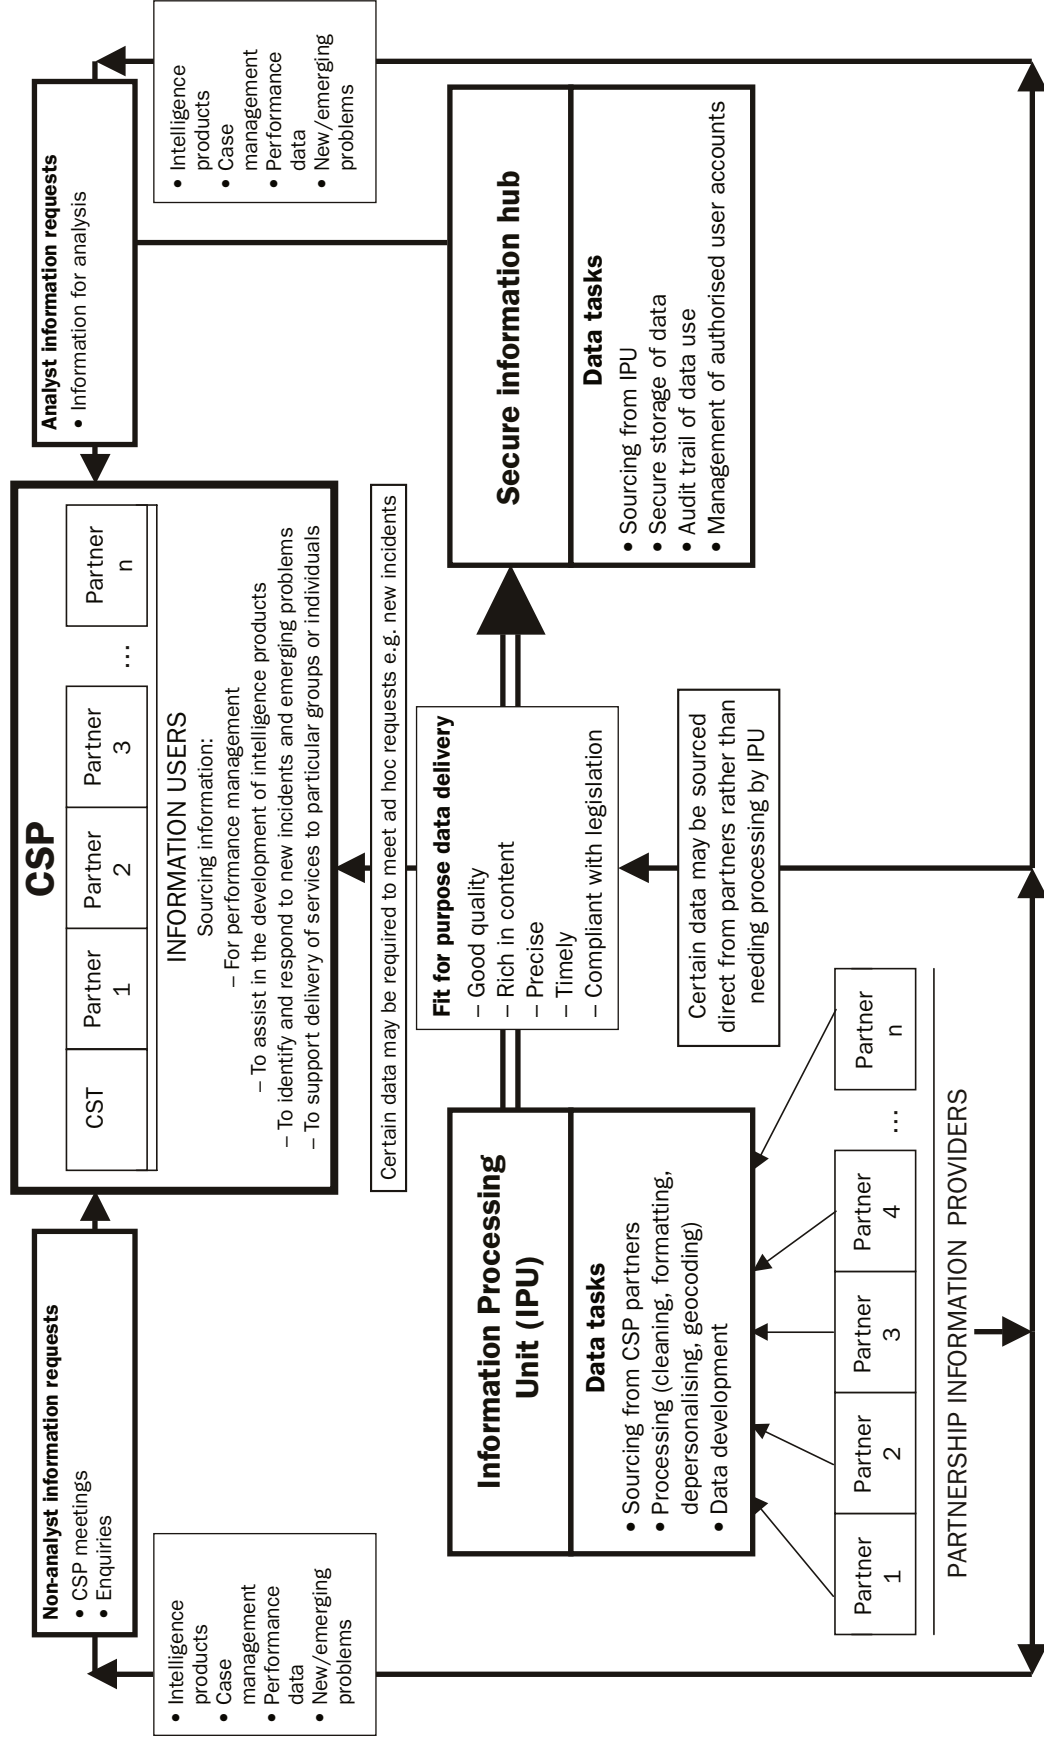 Non-analyst information requests
• CSP meetings
• Enquiries
CSP
CST
Partner
1
Partner
2
Partner
3
...
Partner
n
INFORMATION USERS
Sourcing information:
– For performance management
– To assist in the development of intelligence products
– To identify and respond to new incidents and emerging problems
– To support delivery of services to particular groups or individuals
Analyst information requests
• Information for analysis
• Intelligence
products
• Case
management
• Performance
data
• New/emerging
problems
Certain data may be required to meet ad hoc requests e.g. new incidents
• Intelligence
products
• Case
management
• Performance
data
• New/emerging
problems
Information Processing
Unit (IPU)
Data tasks
• Sourcing from CSP partners
• Processing (cleaning, formatting,
depersonalising, geocoding)
• Data development
Fit for purpose data delivery
– Good quality
– Rich in content
– Precise
– Timely
– Compliant with legislation
Secure information hub
Data tasks
• Sourcing from IPU
• Secure storage of data
• Audit trail of data use
• Management of authorised user accounts
Certain data may be sourced
direct from partners rather than
needing processing by IPU
Partner
1
Partner
2
Partner
3
Partner
4
...
Partner
n
PARTNERSHIP INFORMATION PROVIDERS